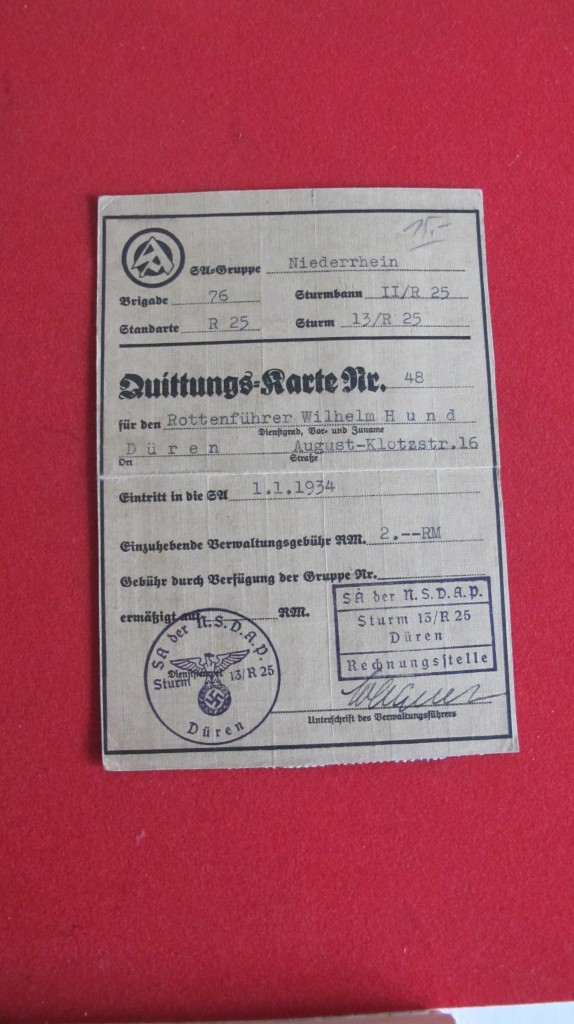 15,-
SA-Gruppe Niederrhein
Brigade 76 Sturmbann II/R 25
Standarte R 25 Sturm 13/R 25
Quittungs-Karte Nr. 48
für den Rottenführer Wilhelm Hund
Dienstgrad, Vor- und Zuname
Düren August-Klotzstr.16
Ort Straße
Eintritt in die SA 1.1.1934
Einzuhebende Verwaltungsgebühr RM. 2.--RM
Gebühr durch Verfügung der Gruppe Nr.
ermäßigt auf RM.
SA der N.S.D.A.P.
Sturm 13/R 25
Düren
Rechnungsstelle
SA der N.S.D.A.P.
Dienststempel
Sturm 13/R 25
Düren
Unterschrift des Verwaltungsführers